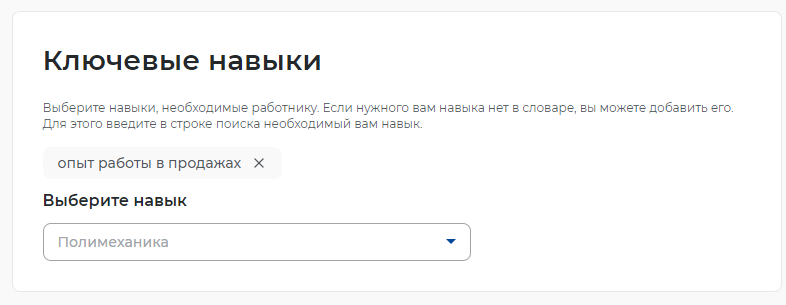 Ключевые навыки
Выберите навыки, необходимые работнику. Если нужного вам навыка нет в словаре, вы можете добавить его.
Для этого введите в строке поиска необходимый вам навык.
опыт работы в продажах ×
Выберите навык
Полимеханика